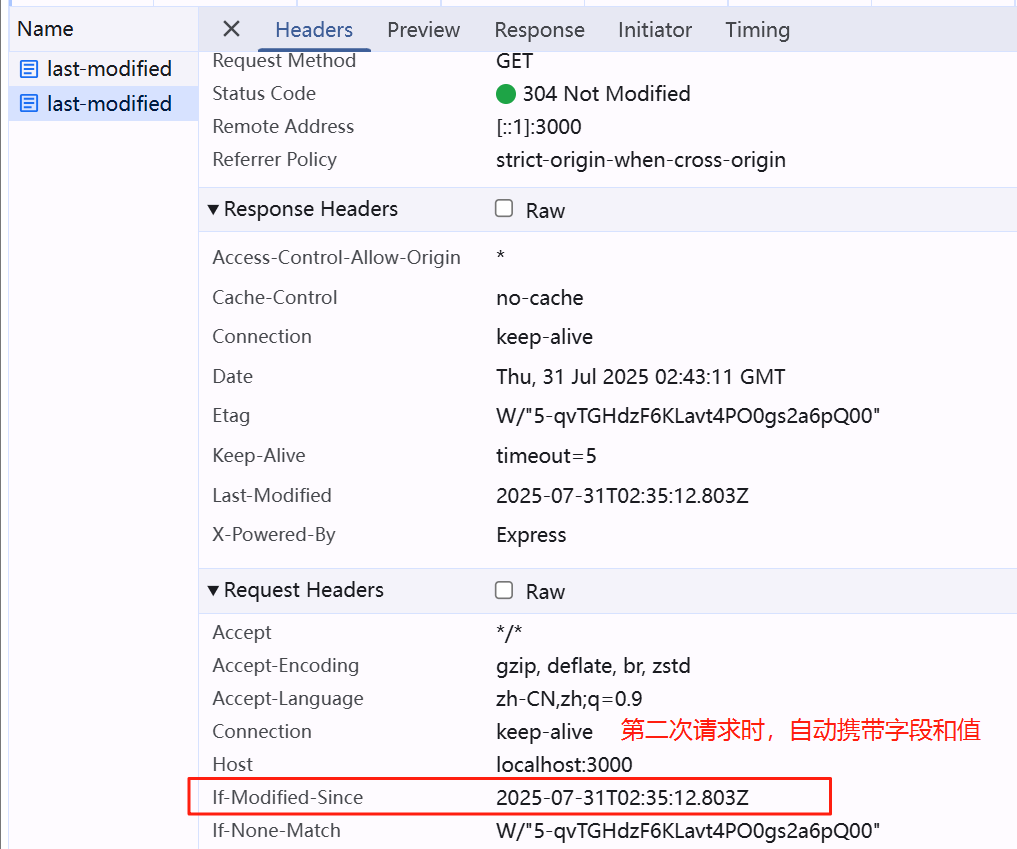 Name
Headers Preview Response Initiator Timing
last-modified
last-modified
Request Method GET
Status Code 304 Not Modified
Remote Address [::1]:3000
Referrer Policy strict-origin-when-cross-origin
Response Headers Raw
Access-Control-Allow-Origin *
Cache-Control no-cache
Connection keep-alive
Date Thu, 31 Jul 2025 02:43:11 GMT
Etag W/"5-qvTGHdzF6KLavt4PO0gs2a6pQ00"
Keep-Alive timeout=5
Last-Modified 2025-07-31T02:35:12.803Z
X-Powered-By Express
Request Headers Raw
Accept */*
Accept-Encoding gzip, deflate, br, zstd
Accept-Language zh-CN,zh;q=0.9
Connection keep-alive 第二次请求时，自动携带字段和值
Host localhost:3000
If-Modified-Since 2025-07-31T02:35:12.803Z
If-None-Match W/"5-qvTGHdzF6KLavt4PO0gs2a6pQ00"